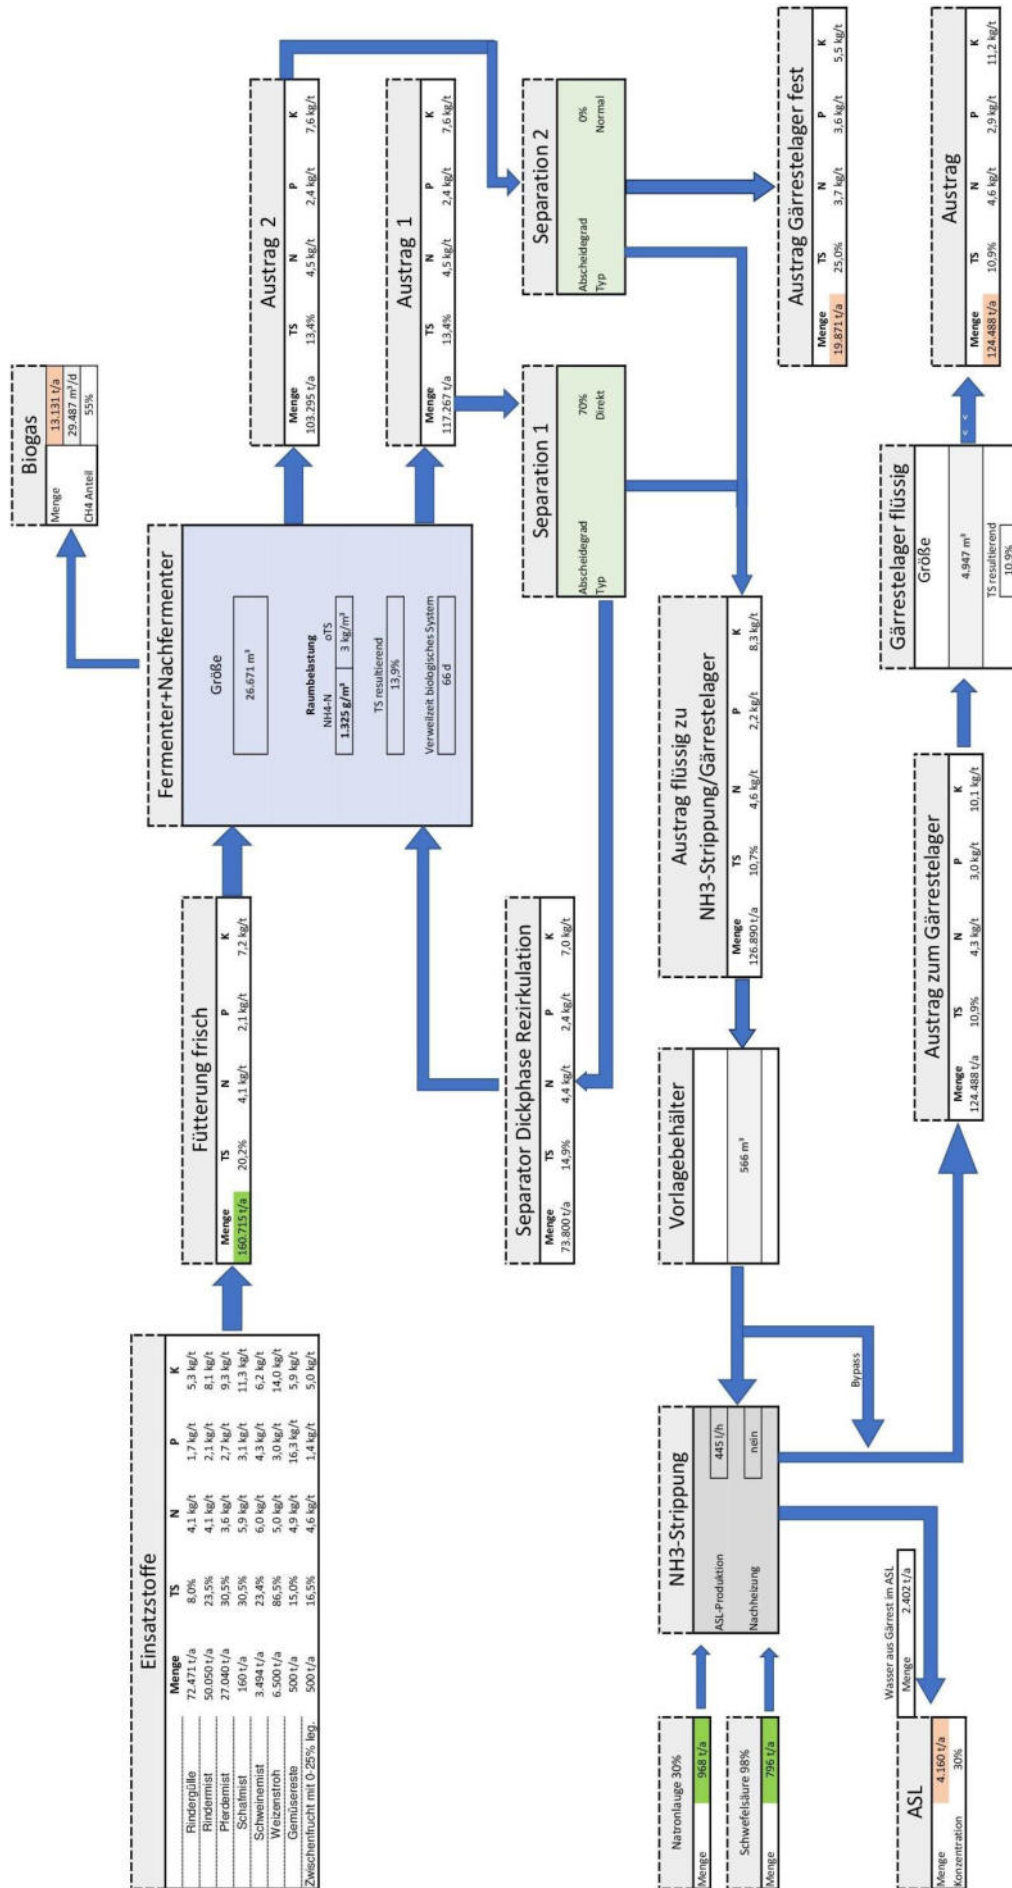 Einsatzstoffe
Menge TS N P K
Rindergülle 72.471 t/a 8,0% 4,1 kg/t 1,7 kg/t 5,3 kg/t
Rindermist 50.050 t/a 23,5% 4,1 kg/t 2,1 kg/t 8,1 kg/t
Pferdemist 27.040 t/a 30,5% 3,6 kg/t 2,7 kg/t 9,3 kg/t
Schafmist 160 t/a 30,5% 5,9 kg/t 3,1 kg/t 11,3 kg/t
Schweinemist 3.494 t/a 23,4% 6,0 kg/t 4,3 kg/t 6,2 kg/t
Weizenstroh 6.500 t/a 86,5% 5,0 kg/t 3,0 kg/t 14,0 kg/t
Gemüsereste 500 t/a 15,0% 4,9 kg/t 16,3 kg/t 5,9 kg/t
Zwischenfrucht mit 0-25% leg. 500 t/a 16,5% 4,6 kg/t 1,4 kg/t 5,0 kg/t
Fütterung frisch
Menge TS N P K
160.715 t/a 20,2% 4,1 kg/t 2,1 kg/t 7,2 kg/t
Fermenter+Nachfermenter
Größe
26.671 m³
Raumbelastung
NH4-N oTS
1.325 g/m³ 3 kg/m³
TS resultierend
13,9%
Verweilzeit biologisches System
66 d
Biogas
Menge 13.131 t/a
29.487 m³/d
CH4 Anteil 55%
Austrag 2
Menge TS N P K
103.295 t/a 13,4% 4,5 kg/t 2,4 kg/t 7,6 kg/t
Austrag 1
Menge TS N P K
117.267 t/a 13,4% 4,5 kg/t 2,4 kg/t 7,6 kg/t
Separator Dickphase Rezirkulation
Menge TS N P K
73.800 t/a 14,9% 4,4 kg/t 2,4 kg/t 7,0 kg/t
Separation 1
Abscheidegrad 70%
Typ Direkt
Separation 2
Abscheidegrad 0%
Typ Normal
NH3-Strippung
ASL-Produktion 445 l/h
Nachheizung nein
Vorlagebehälter
566 m³
Austrag flüssig zu
NH3-Strippung/Gärrestelager
Menge TS N P K
126.890 t/a 10,7% 4,6 kg/t 2,2 kg/t 8,3 kg/t
Bypass
Natronlauge 30%
Menge 968 t/a
Schwefelsäure 98%
Menge 796 t/a
Wasser aus Gärrest im ASL
Menge 2.402 t/a
ASL
Menge 4.160 t/a
Konzentration 30%
Austrag zum Gärrestelager
Menge TS N P K
124.488 t/a 10,9% 4,3 kg/t 3,0 kg/t 10,1 kg/t
Gärrestelager flüssig
Größe
4.947 m³
TS resultierend
10,9%
< <
Austrag Gärrestelager fest
Menge TS N P K
19.871 t/a 25,0% 3,7 kg/t 3,6 kg/t 5,5 kg/t
Austrag
Menge TS N P K
124.488 t/a 10,9% 4,6 kg/t 2,9 kg/t 11,2 kg/t